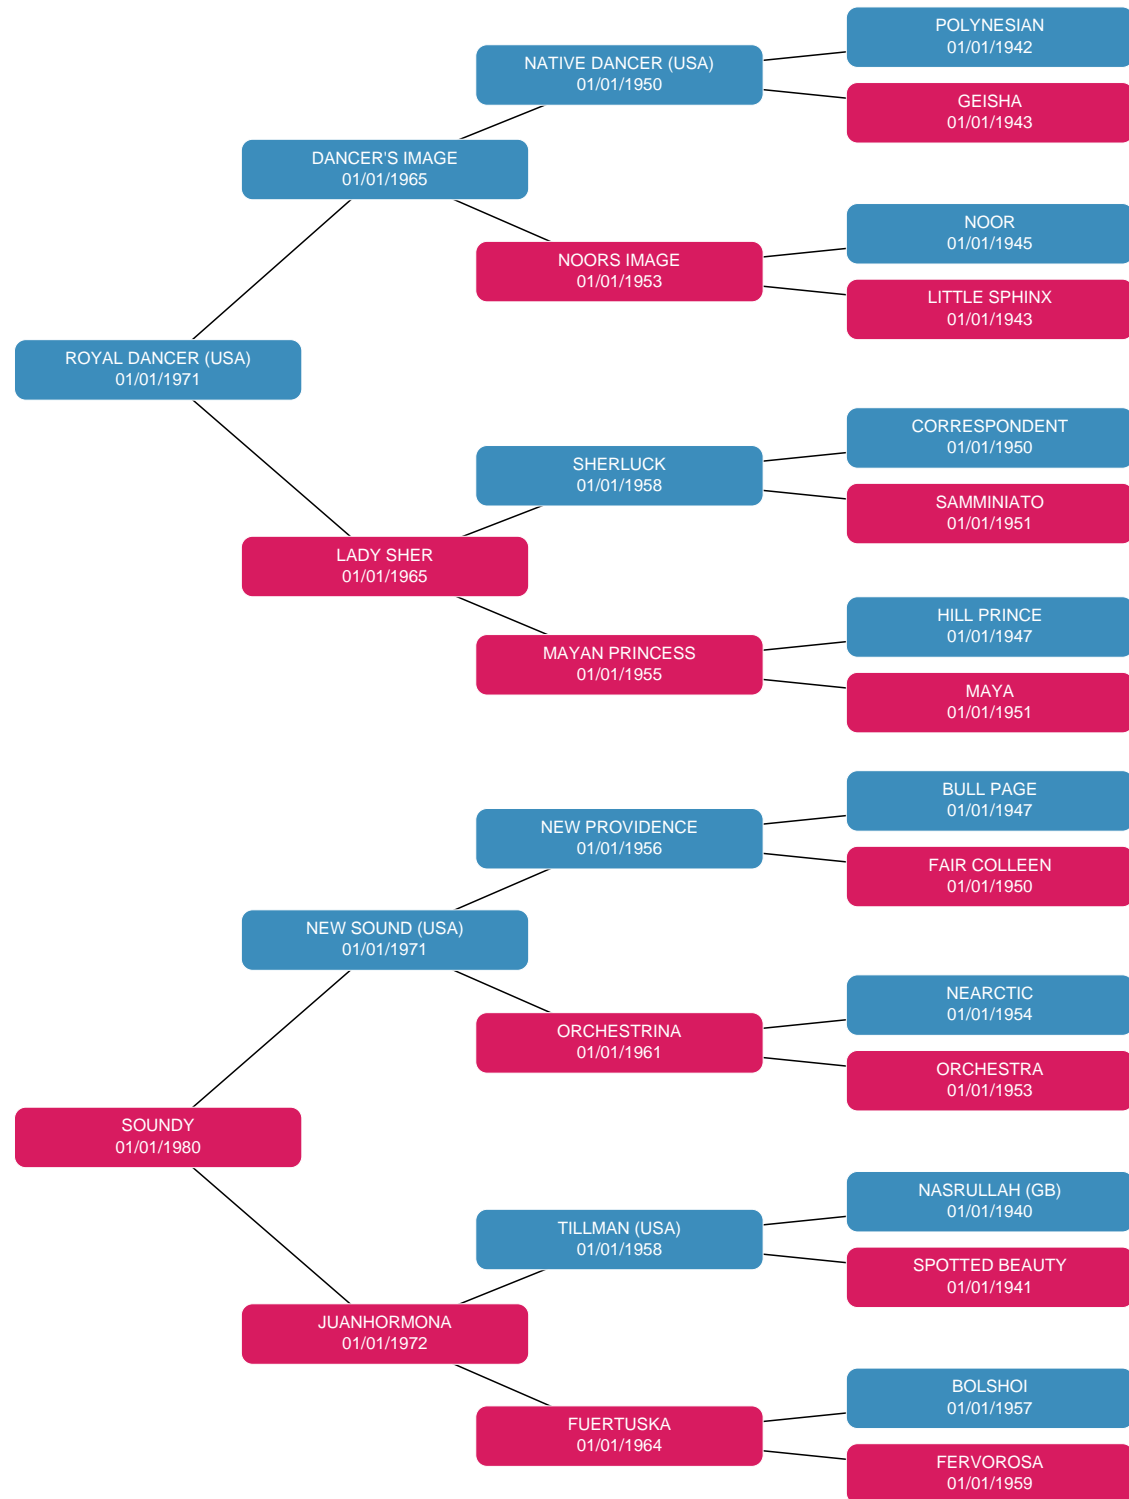 POLYNESIAN
01/01/1942
NATIVE DANCER (USA)
01/01/1950
GEISHA
01/01/1943
DANCER'S IMAGE
01/01/1965
NOOR
01/01/1945
NOORS IMAGE
01/01/1953
LITTLE SPHINX
01/01/1943
ROYAL DANCER (USA)
01/01/1971
CORRESPONDENT
01/01/1950
SHERLUCK
01/01/1958
SAMMINIATO
01/01/1951
LADY SHER
01/01/1965
HILL PRINCE
01/01/1947
MAYAN PRINCESS
01/01/1955
MAYA
01/01/1951
BULL PAGE
01/01/1947
NEW PROVIDENCE
01/01/1956
FAIR COLLEEN
01/01/1950
NEW SOUND (USA)
01/01/1971
NEARCTIC
01/01/1954
ORCHESTRINA
01/01/1961
ORCHESTRA
01/01/1953
SOUNDY
01/01/1980
NASRULLAH (GB)
01/01/1940
TILLMAN (USA)
01/01/1958
SPOTTED BEAUTY
01/01/1941
JUANHORMONA
01/01/1972
BOLSHOI
01/01/1957
FUERTUSKA
01/01/1964
FERVOROSA
01/01/1959